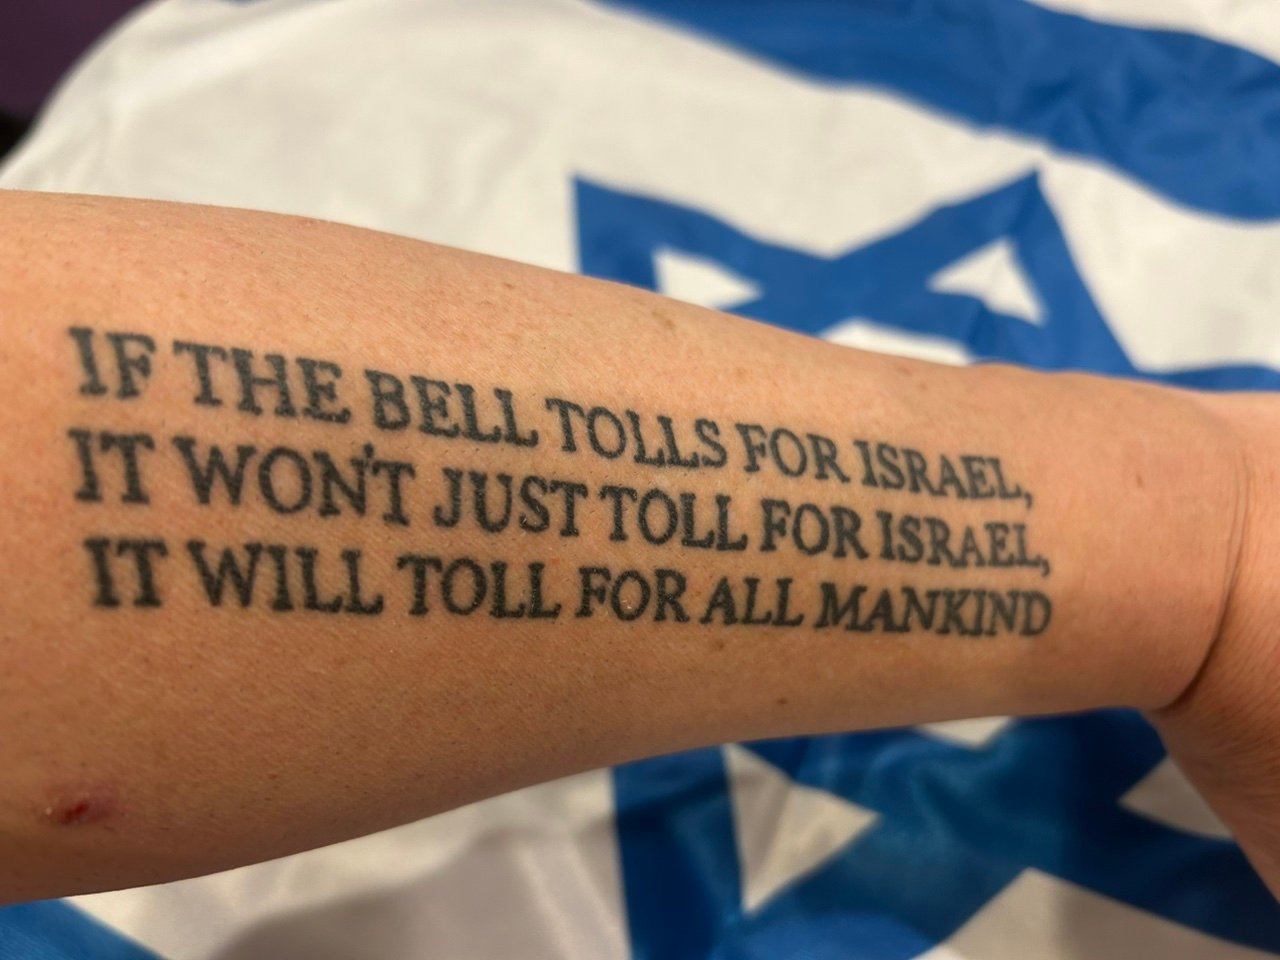 IF THE BELL TOLLS FOR ISRAEL,
IT WON'T JUST TOLL FOR ISRAEL,
IT WILL TOLL FOR ALL MANKIND